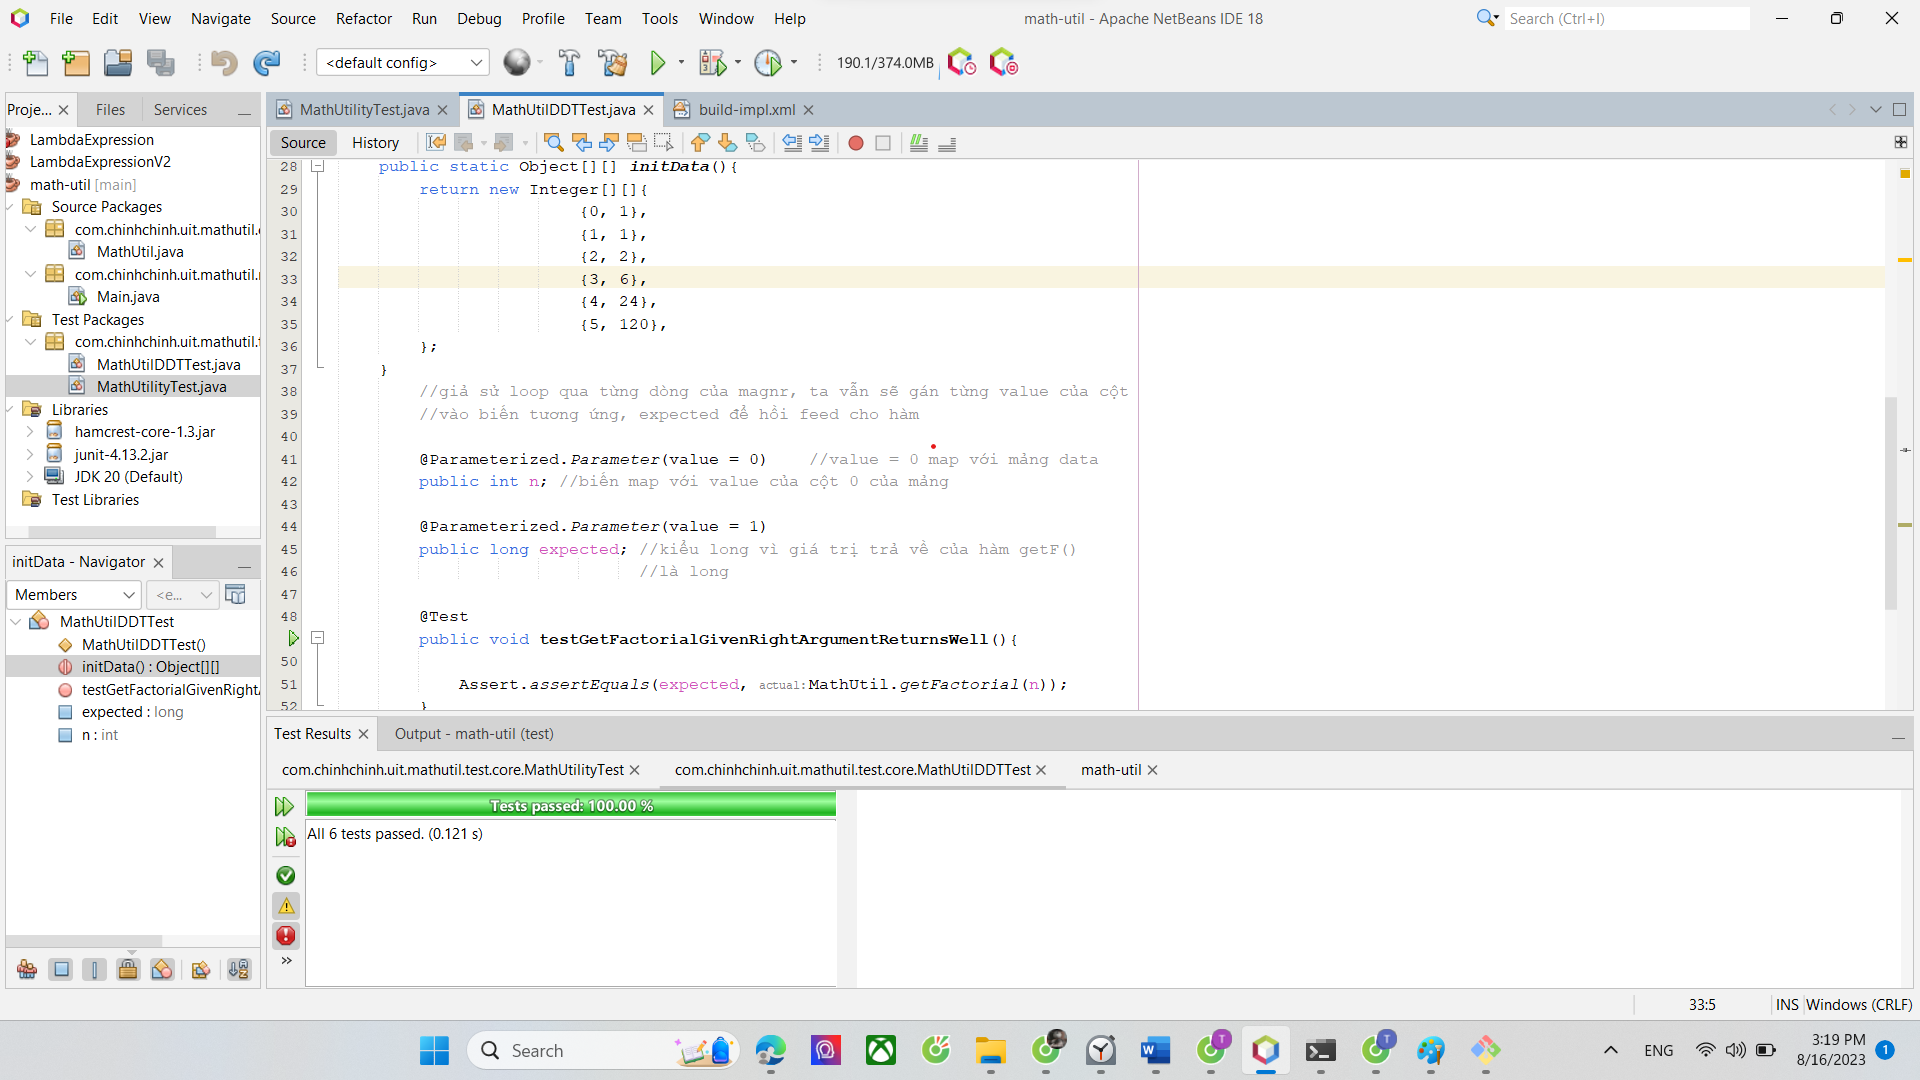 File Edit View Navigate Source Refactor Run Debug Profile Team Tools Window Help
math-util - Apache NetBeans IDE 18
Search (Ctrl+I)
<default config>
190.1/374.0MB
Proje... Files Services
LambdaExpression
LambdaExpressionV2
math-util [main]
Source Packages
com.chinhchinh.uit.mathutil.
MathUtil.java
com.chinhchinh.uit.mathutil.
Main.java
Test Packages
com.chinhchinh.uit.mathutil.
MathUtilDDTTest.java
MathUtilityTest.java
Libraries
hamcrest-core-1.3.jar
junit-4.13.2.jar
JDK 20 (Default)
Test Libraries
initData - Navigator
Members <e...
MathUtilDDTTest
MathUtilDDTTest()
initData() : Object[][]
testGetFactorialGivenRight
expected : long
n : int
MathUtilityTest.java MathUtilDDTTest.java build-impl.xml
Source History
28 public static Object[][] initData(){
29 return new Integer[][]{
30 {0, 1},
31 {1, 1},
32 {2, 2},
33 {3, 6},
34 {4, 24},
35 {5, 120},
36 };
37 }
38 //giả sử loop qua từng dòng của magnr, ta vẫn sẽ gán từng value của cột
39 //vào biến tương ứng, expected để hồi feed cho hàm
40
41 @Parameterized.Parameter(value = 0) //value = 0 map với mảng data
42 public int n; //biến map với value của cột 0 của mảng
43
44 @Parameterized.Parameter(value = 1)
45 public long expected; //kiểu long vì giá trị trả về của hàm getF()
46 //là long
47
48 @Test
public void testGetFactorialGivenRightArgumentReturnsWell(){
50
51 Assert.assertEquals(expected, actual:MathUtil.getFactorial(n));
52 }
Test Results Output - math-util (test)
com.chinhchinh.uit.mathutil.test.core.MathUtilityTest com.chinhchinh.uit.mathutil.test.core.MathUtilDDTTest math-util
Tests passed: 100.00 %
All 6 tests passed. (0.121 s)
33:5 INS Windows (CRLF)
Search
ENG
3:19 PM
8/16/2023
1